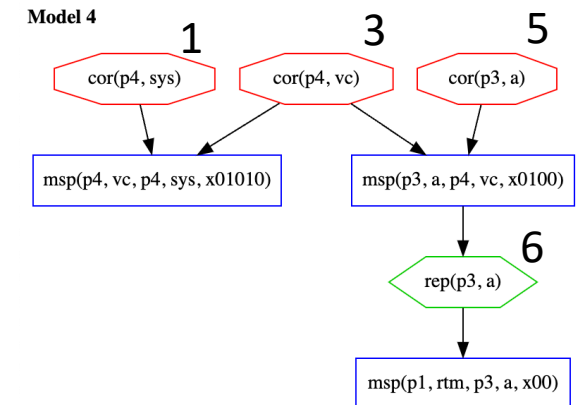 Model 4
1
3
5
cor(p4, sys)
cor(p4, vc)
cor(p3, a)
msp(p4, vc, p4, sys, x01010)
msp(p3, a, p4, vc, x0100)
6
rep(p3, a)
msp(p1, rtm, p3, a, x00)